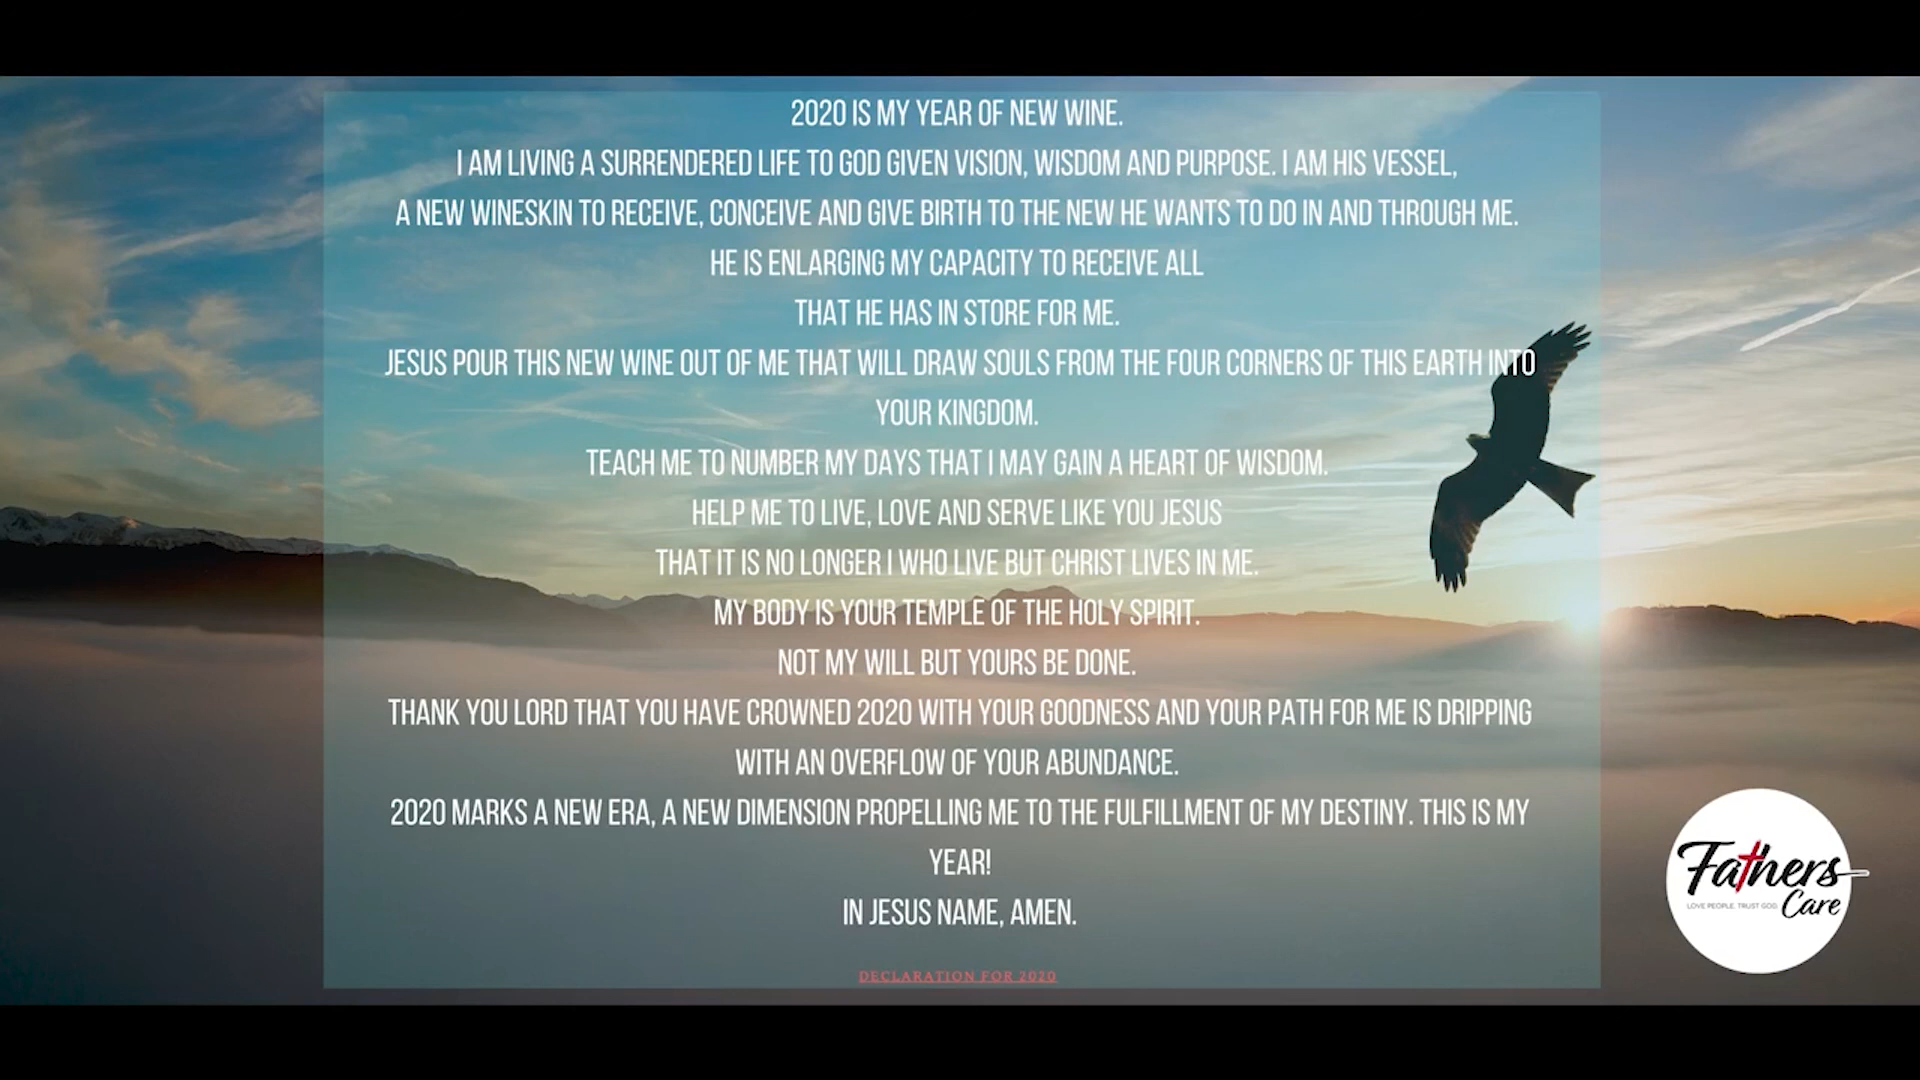 2020 IS MY YEAR OF NEW WINE.
I AM LIVING A SURRENDERED LIFE TO GOD GIVEN VISION, WISDOM AND PURPOSE. I AM HIS VESSEL,
A NEW WINESKIN TO RECEIVE, CONCEIVE AND GIVE BIRTH TO THE NEW HE WANTS TO DO IN AND THROUGH ME.
HE IS ENLARGING MY CAPACITY TO RECEIVE ALL
THAT HE HAS IN STORE FOR ME.
JESUS POUR THIS NEW WINE OUT OF ME THAT WILL DRAW SOULS FROM THE FOUR CORNERS OF THIS EARTH INTO
YOUR KINGDOM.
TEACH ME TO NUMBER MY DAYS THAT I MAY GAIN A HEART OF WISDOM.
HELP ME TO LIVE, LOVE AND SERVE LIKE YOU JESUS
THAT IT IS NO LONGER I WHO LIVE BUT CHRIST LIVES IN ME.
MY BODY IS YOUR TEMPLE OF THE HOLY SPIRIT.
NOT MY WILL BUT YOURS BE DONE.
THANK YOU LORD THAT YOU HAVE CROWNED 2020 WITH YOUR GOODNESS AND YOUR PATH FOR ME IS DRIPPING
WITH AN OVERFLOW OF YOUR ABUNDANCE.
2020 MARKS A NEW ERA, A NEW DIMENSION PROPELLING ME TO THE FULFILLMENT OF MY DESTINY. THIS IS MY
YEAR!
IN JESUS NAME, AMEN.
DECLARATION FOR 2020
Fathers
LOVE PEOPLE. TRUST GOD. Care